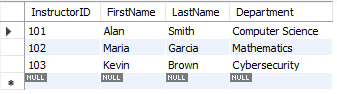 InstructorID FirstName LastName Department
101 Alan Smith Computer Science
102 Maria Garcia Mathematics
103 Kevin Brown Cybersecurity
NULL NULL NULL NULL